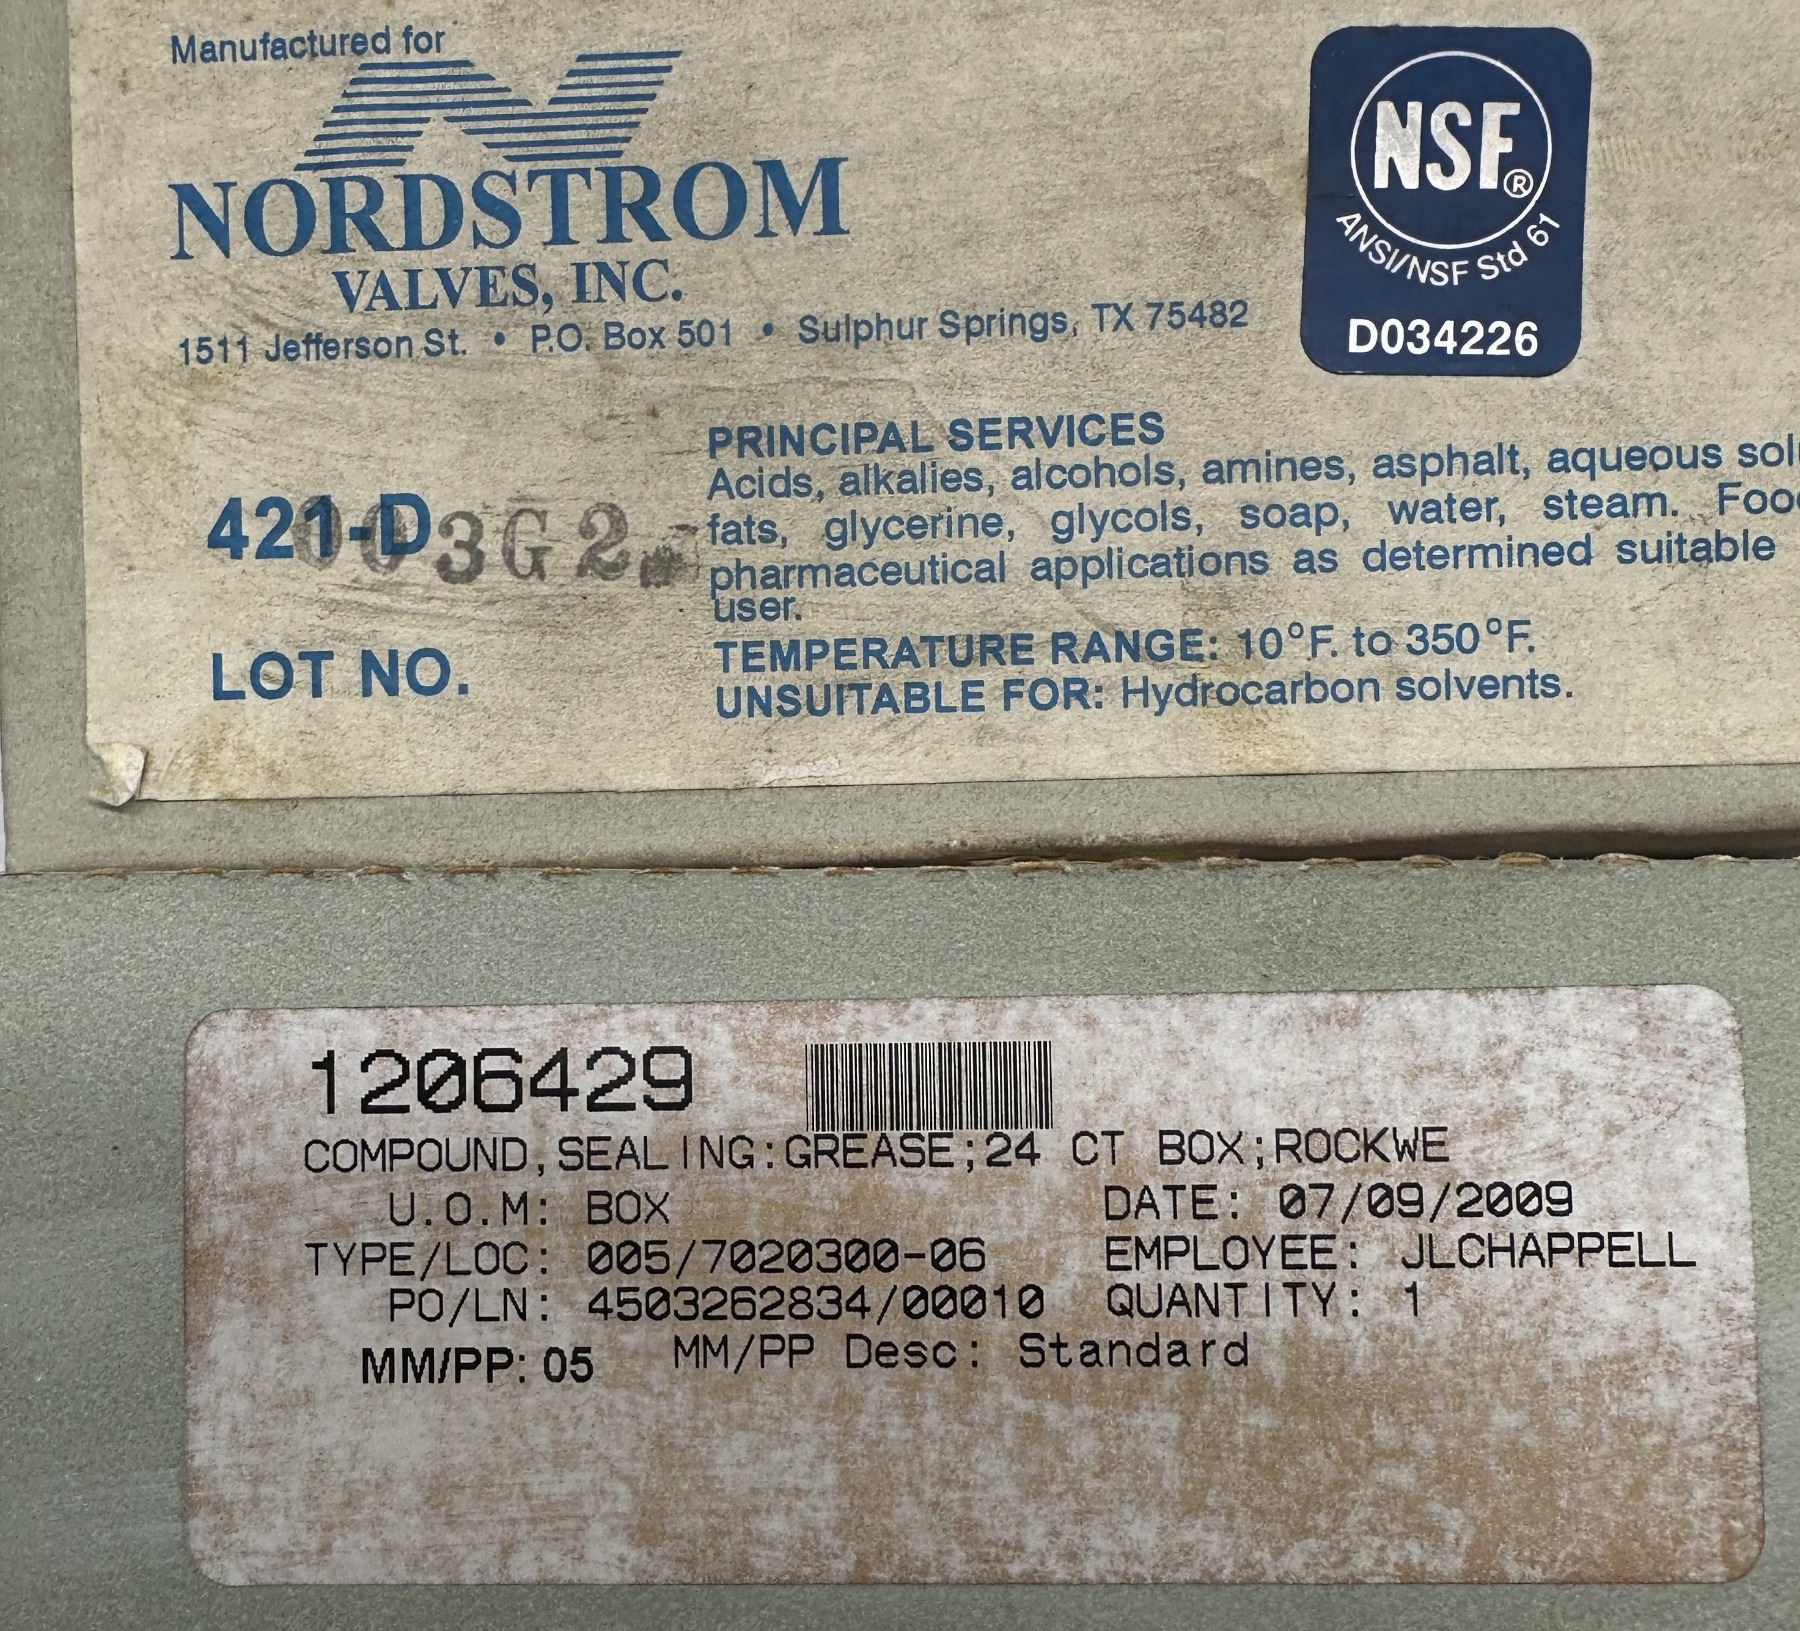 Manufactured for
NORDSTROM
VALVES, INC.
1511 Jefferson St. • P.O. Box 501 • Sulphur Springs, TX 75482
NSF®
ANSI/NSF Std 61
D034226
PRINCIPAL SERVICES
Acids, alkalies, alcohols, amines, asphalt, aqueous
fats, glycerine, glycols, soap, water, steam.
pharmaceutical applications as determined suitable
user.
TEMPERATURE RANGE: 10°F. to 350°F.
UNSUITABLE FOR: Hydrocarbon solvents.
421-D
003G2
LOT NO.
1206429
COMPOUND,SEALING:GREASE;24 CT BOX;ROCKWE
U.O.M: BOX DATE: 07/09/2009
TYPE/LOC: 005/7020300-06 EMPLOYEE: JLCHAPPELL
PO/LN: 4503262834/00010 QUANTITY: 1
MM/PP: 05 MM/PP Desc: Standard